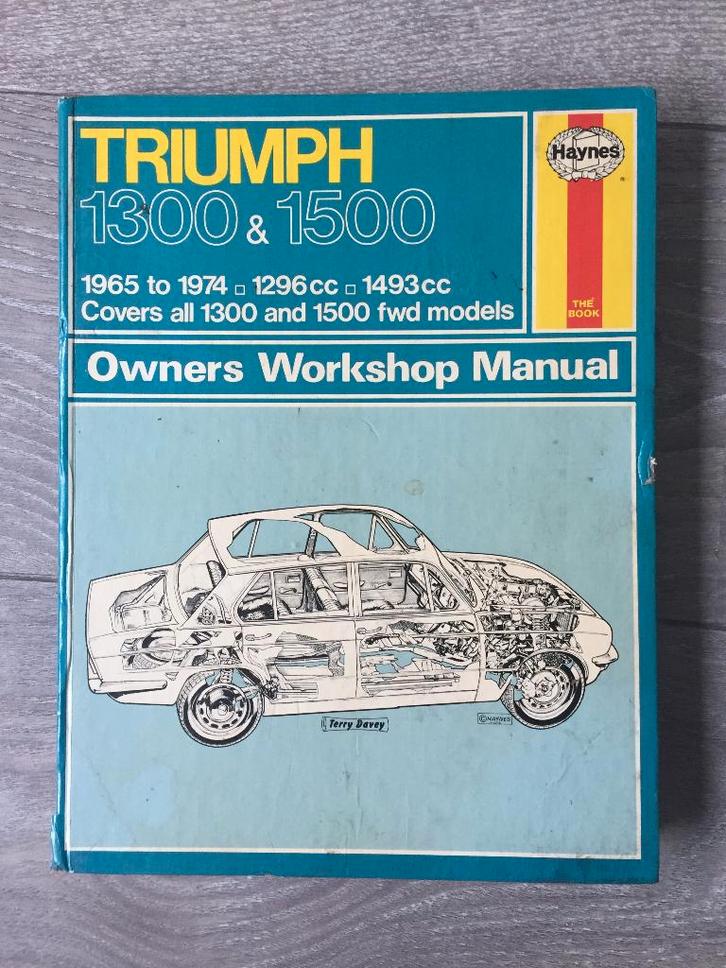 TRIUMPH
1300 & 1500
1965 to 1974 □ 1296cc □ 1493cc
Covers all 1300 and 1500 fwd models
Haynes
®
THE
BOOK
Owners Workshop Manual
Terry Davey
© HAYNES